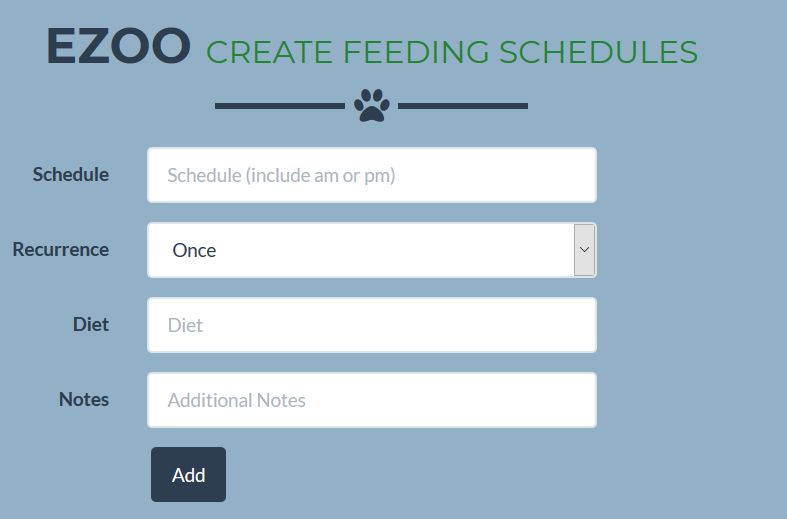 EZOO CREATE FEEDING SCHEDULES
Schedule Schedule (include am or pm)
Recurrence Once
Diet Diet
Notes Additional Notes
Add